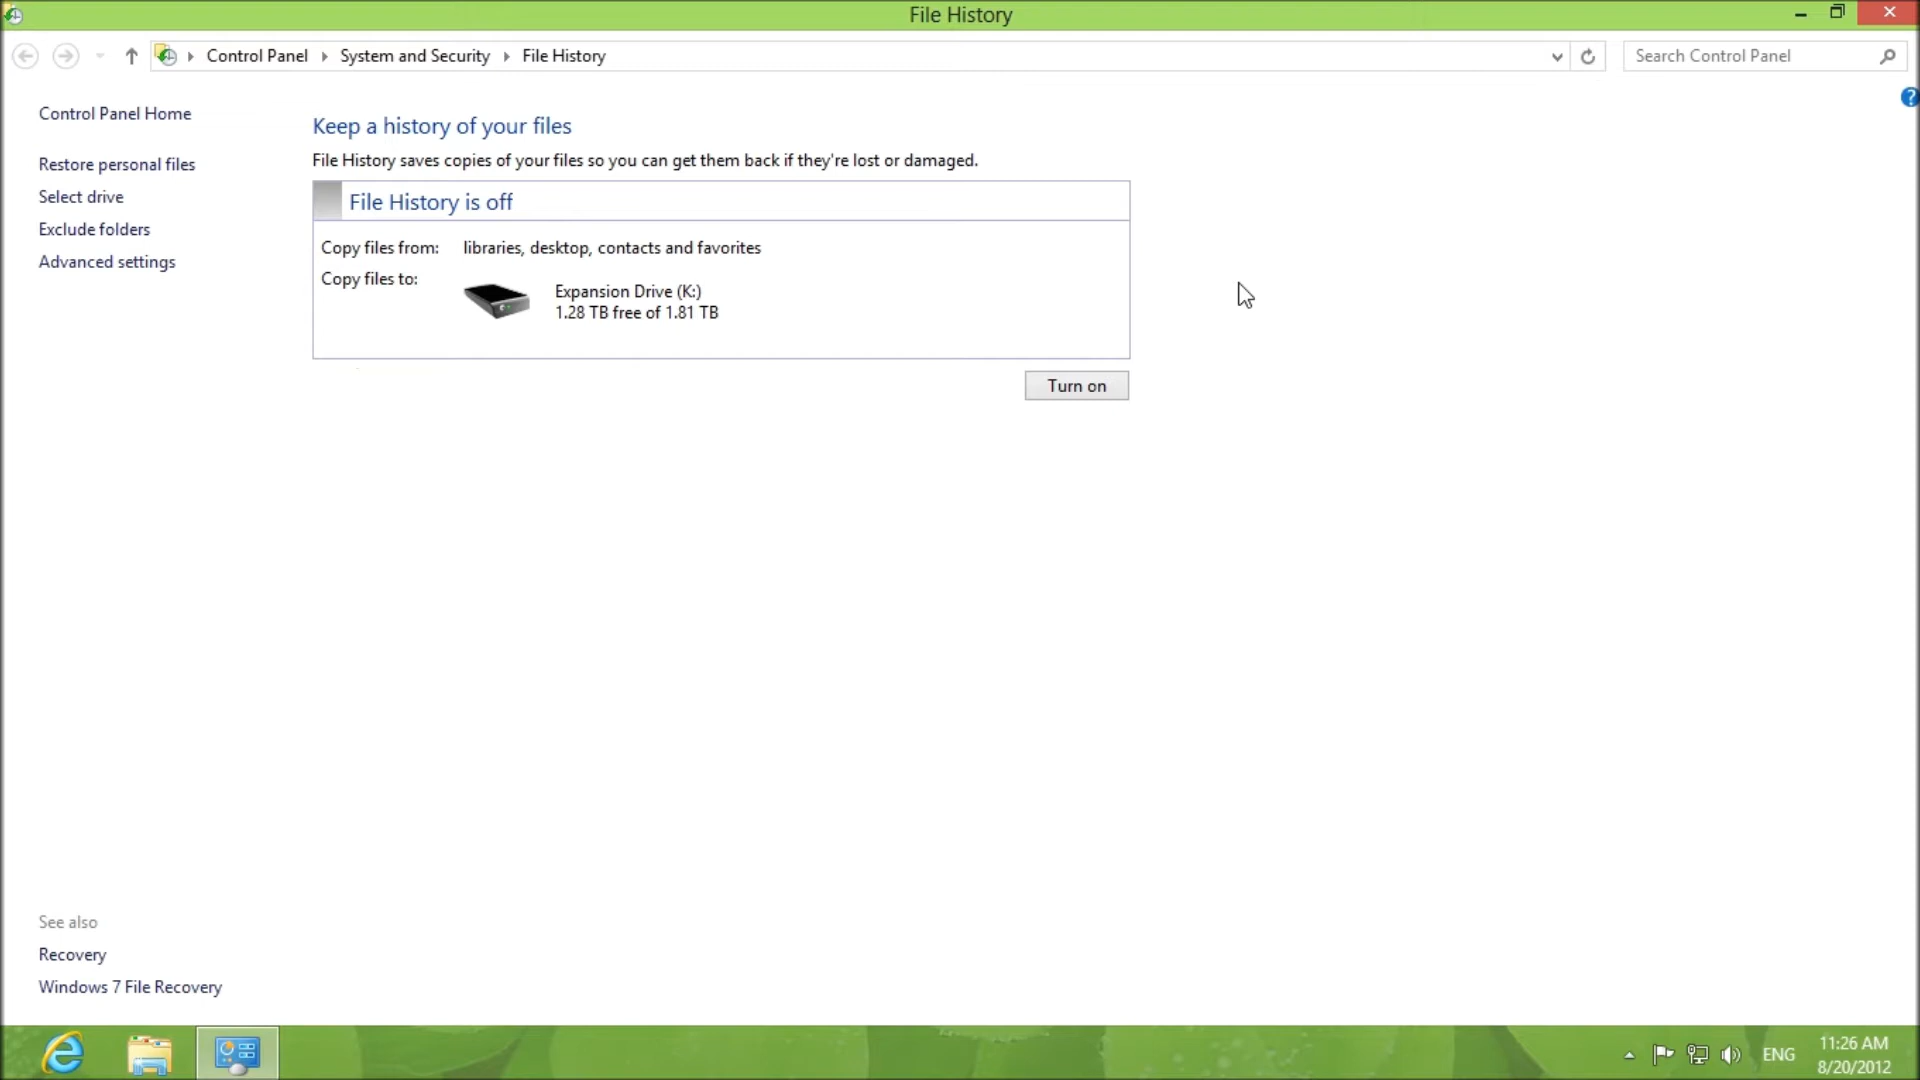 File History
Control Panel System and Security File History
Search Control Panel
?
Control Panel Home
Restore personal files
Select drive
Exclude folders
Advanced settings
Keep a history of your files
File History saves copies of your files so you can get them back if they're lost or damaged.
File History is off
Copy files from: libraries, desktop, contacts and favorites
Copy files to:
Expansion Drive (K:)
1.28 TB free of 1.81 TB
Turn on
See also
Recovery
Windows 7 File Recovery
ENG
11:26 AM
8/20/2012